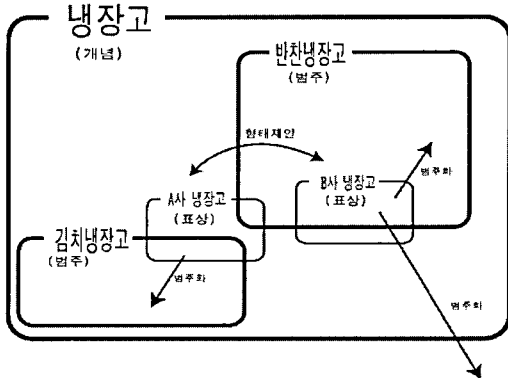 냉장고
(개념)
반찬냉장고
(범주)
형태제안
A사 냉장고
(표상)
B사 냉장고
(표상)
범주화
김치냉장고
(범주)
범주화
범주화